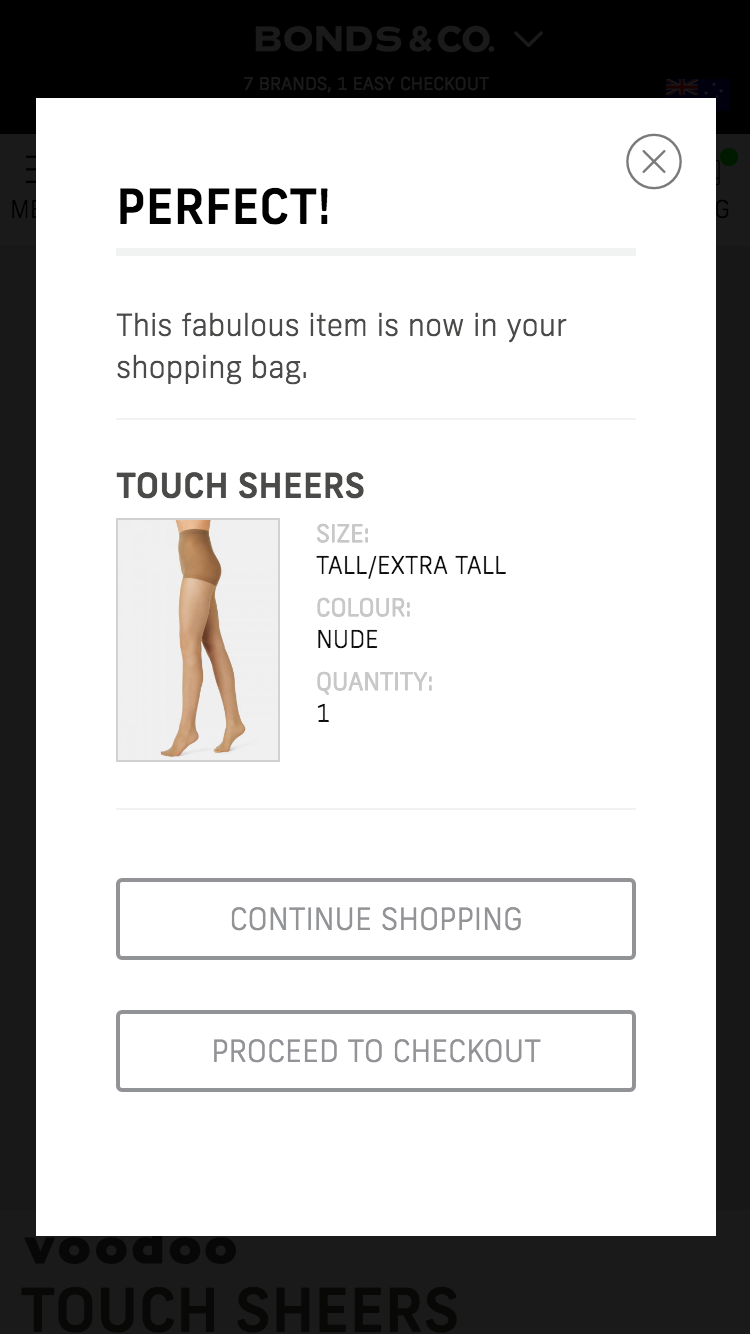 BONDS & CO.
7 BRANDS, 1 EASY CHECKOUT
PERFECT!
This fabulous item is now in your
shopping bag.
TOUCH SHEERS
SIZE:
TALL/EXTRA TALL
COLOUR:
NUDE
QUANTITY:
1
CONTINUE SHOPPING
PROCEED TO CHECKOUT
voodoo
TOUCH SHEERS